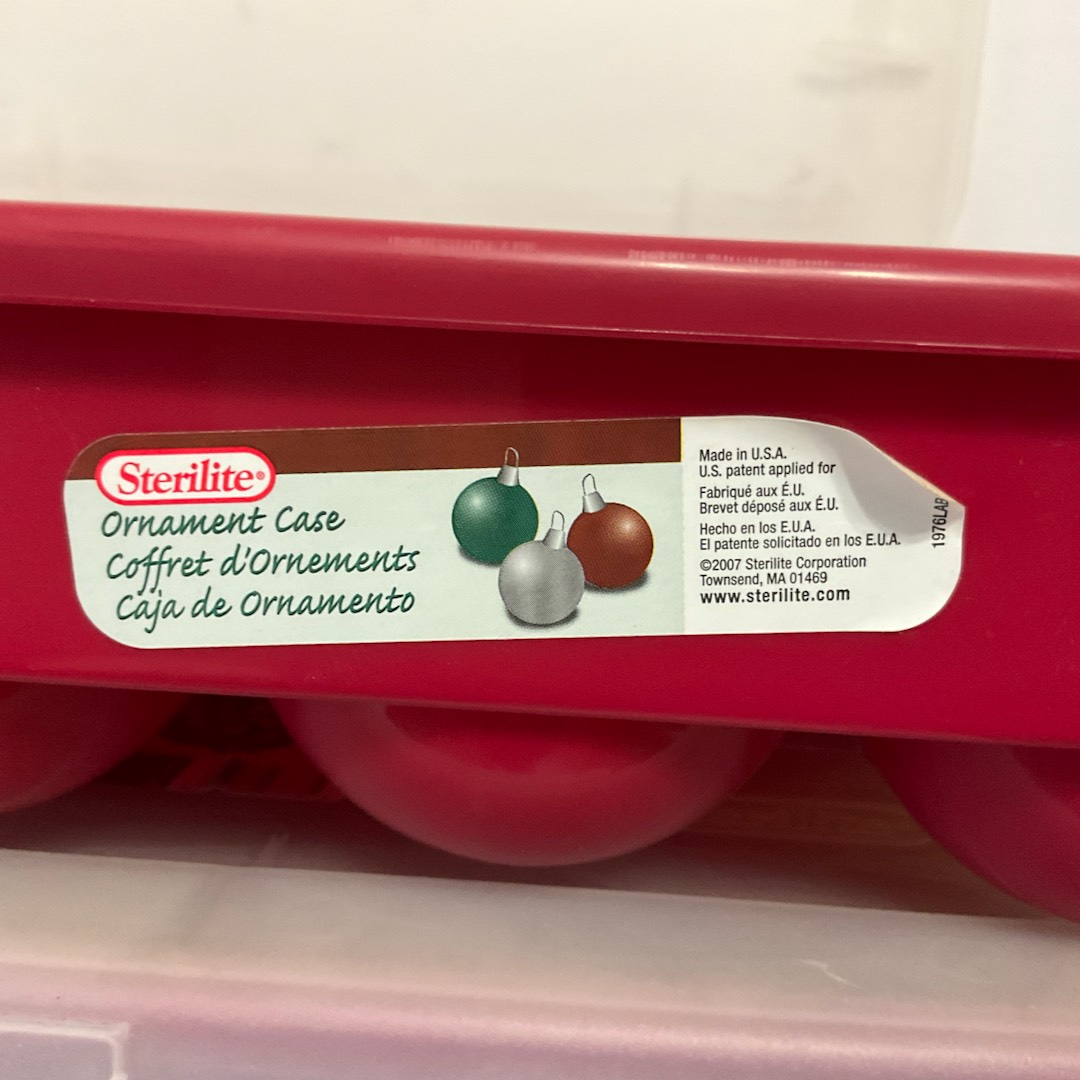 Sterilite®
Ornament Case
Coffret d'Ornements
Caja de Ornamento
Made in U.S.A.
U.S. patent applied for
Fabriqué aux É.U.
Brevet déposé aux É.U.
Hecho en los E.U.A.
El patente solicitado en los E.U.A.
©2007 Sterilite Corporation
Townsend, MA 01469
www.sterilite.com
1976LAB